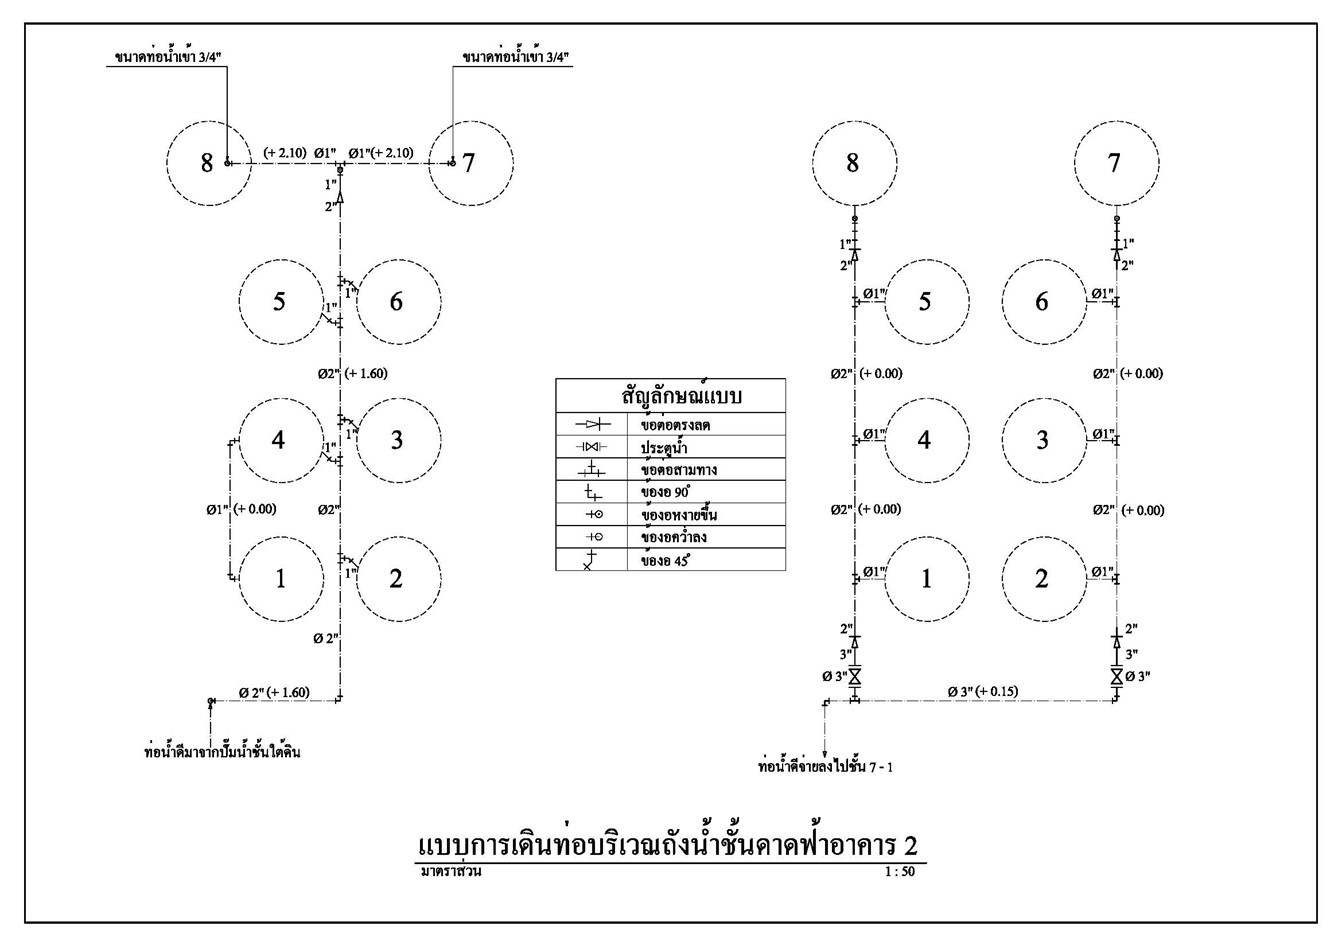 ขนาดท่อน้ำเข้า 3/4"
ขนาดท่อน้ำเข้า 3/4"
8
(+ 2.10) Ø1"
Ø1"(+ 2.10)
7
1"
2"
5
6
1"
1"
Ø2" (+ 1.60)
4
3
1"
1"
Ø1" (+ 0.00)
Ø2"
1
2
1"
Ø 2"
Ø 2" (+ 1.60)
ท่อน้ำดีมาจากปั๊มน้ำชั้นใต้ดิน
สัญลักษณ์แบบ
ข้อต่อตรงลด
ประตูน้ำ
ข้อต่อสามทาง
ข้องอ 90°
ข้องอหงายขึ้น
ข้องอคว่ำลง
ข้องอ 45°
8
7
1"
2"
1"
2"
Ø1"
5
6
Ø1"
Ø2" (+ 0.00)
Ø2" (+ 0.00)
Ø1"
4
3
Ø1"
Ø2" (+ 0.00)
Ø2" (+ 0.00)
Ø1"
1
2
Ø1"
2"
3"
2"
3"
Ø 3"
Ø 3"
Ø 3" (+ 0.15)
ท่อน้ำดีจ่ายลงไปชั้น 7 - 1
แบบการเดินท่อบริเวณถังน้ำชั้นดาดฟ้าอาคาร 2
มาตราส่วน 1 : 50